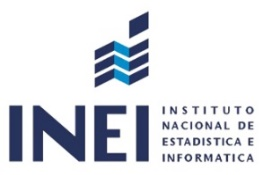 INEI
INSTITUTO
NACIONAL DE
ESTADISTICA E
INFORMATICA